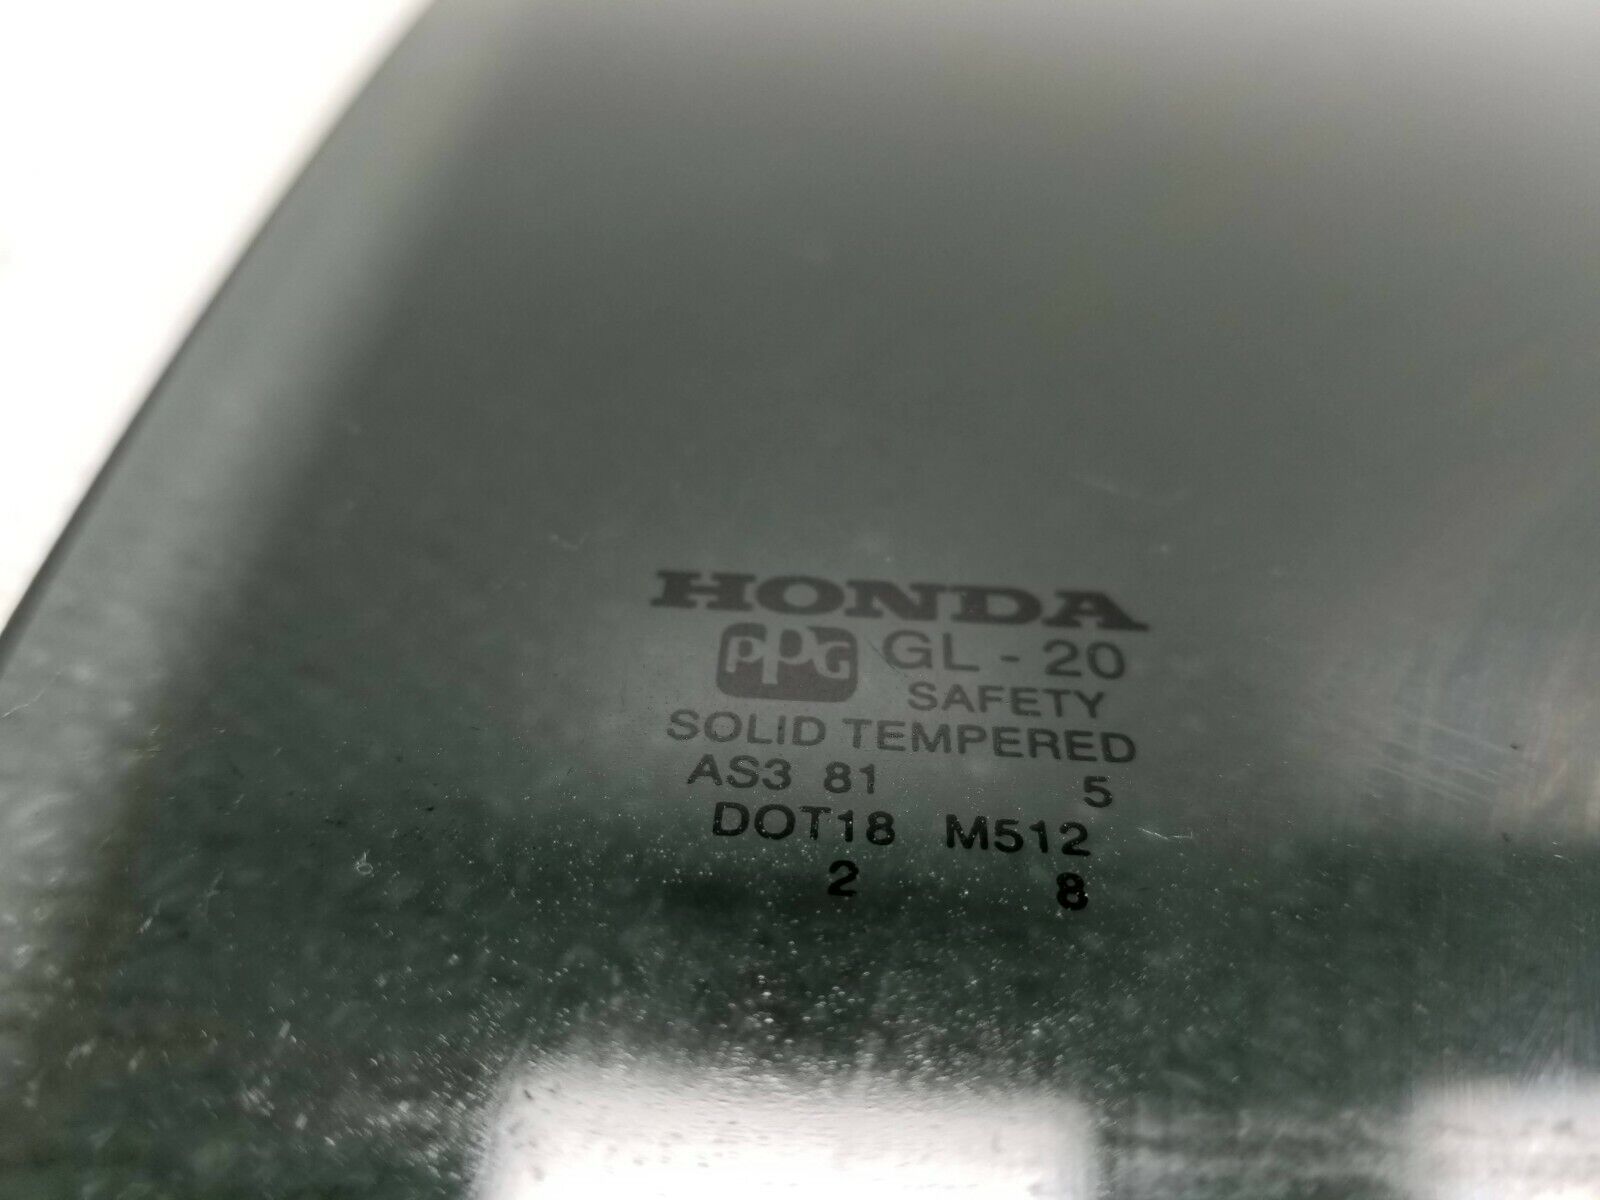 HONDA
PPG GL - 20
SAFETY
SOLID TEMPERED
AS3 81 5
DOT18 M512
2 8